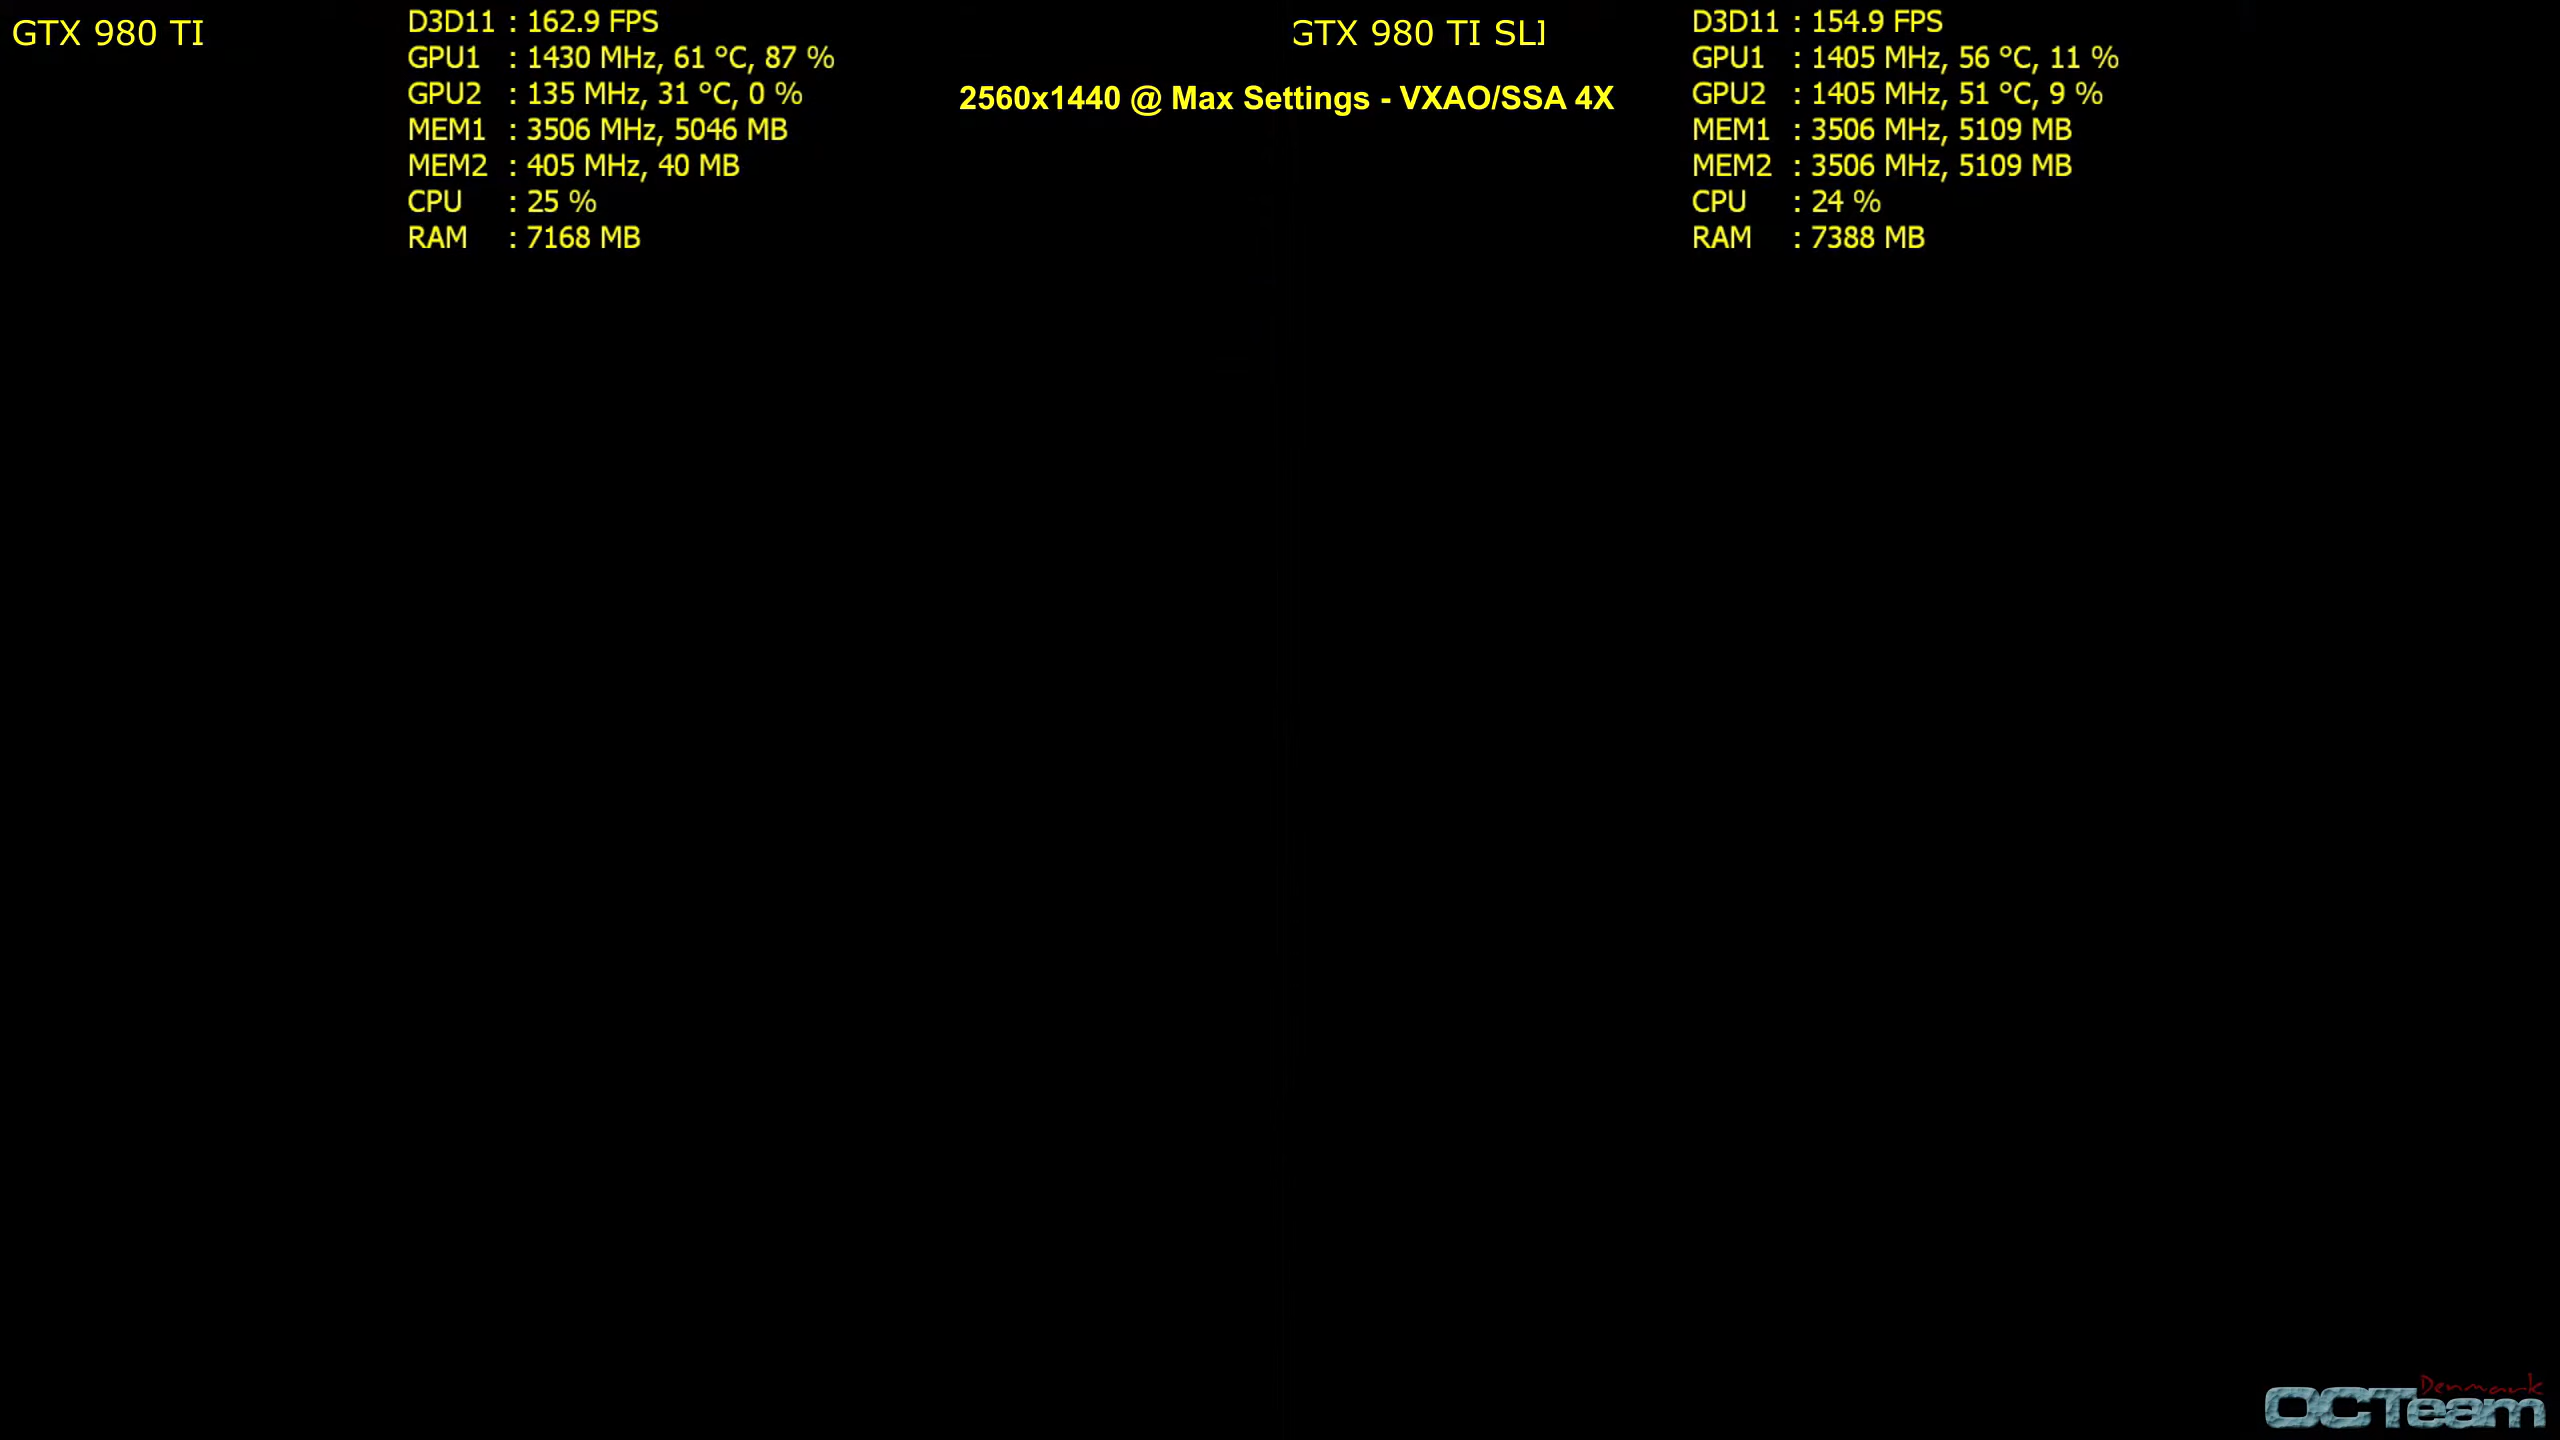 GTX 980 TI
D3D11 : 162.9 FPS
GPU1 : 1430 MHz, 61 °C, 87 %
GPU2 : 135 MHz, 31 °C, 0 %
MEM1 : 3506 MHz, 5046 MB
MEM2 : 405 MHz, 40 MB
CPU : 25 %
RAM : 7168 MB
2560x1440 @ Max Settings - VXAO/SSA 4X
GTX 980 TI SLI
D3D11 : 154.9 FPS
GPU1 : 1405 MHz, 56 °C, 11 %
GPU2 : 1405 MHz, 51 °C, 9 %
MEM1 : 3506 MHz, 5109 MB
MEM2 : 3506 MHz, 5109 MB
CPU : 24 %
RAM : 7388 MB
Denmark
OCTeam